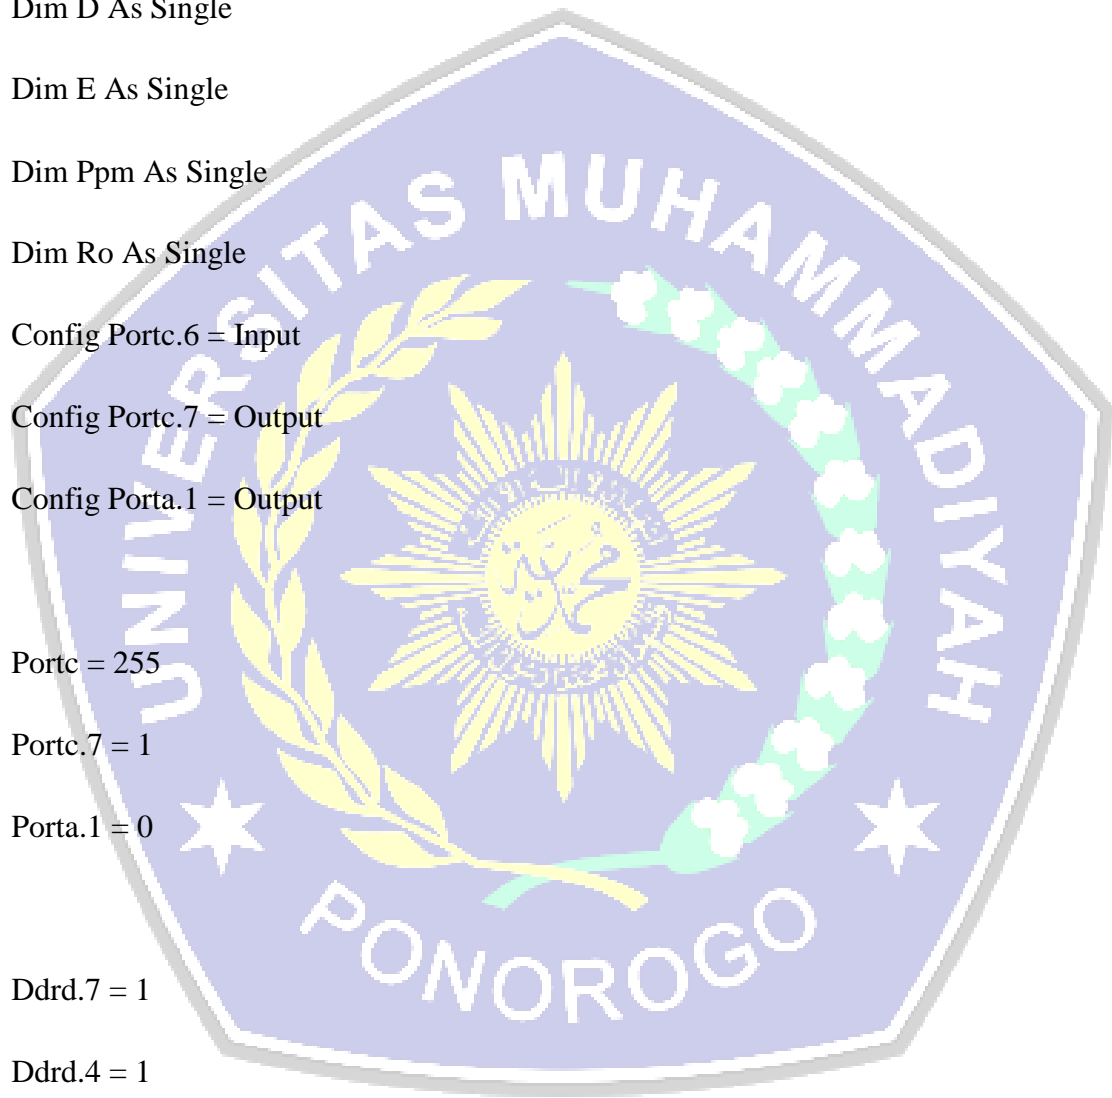 Dim D As Single
Dim E As Single
Dim Ppm As Single
Dim Ro As Single
Config Portc.6 = Input
Config Portc.7 = Output
Config Porta.1 = Output
Portc = 255
Portc.7 = 1
Porta.1 = 0
Ddrd.7 = 1
Ddrd.4 = 1
UNIVERSITAS MUHAMMADIYAH
PONOROGO